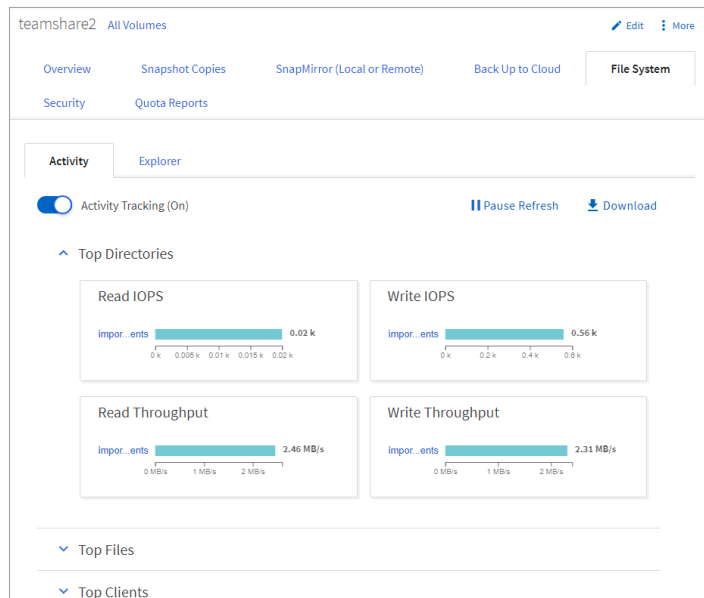 teamshare2 All Volumes Edit More
Overview Snapshot Copies SnapMirror (Local or Remote) Back Up to Cloud File System
Security Quota Reports
Activity Explorer
Activity Tracking (On) Pause Refresh Download
Top Directories
Read IOPS
impor...ents 0.02 k
0 k 0.005 k 0.01 k 0.015 k 0.02 k
Write IOPS
impor...ents 0.56 k
0 k 0.2 k 0.4 k 0.6 k
Read Throughput
impor...ents 2.46 MB/s
0 MB/s 1 MB/s 2 MB/s
Write Throughput
impor...ents 2.31 MB/s
0 MB/s 1 MB/s 2 MB/s
Top Files
Top Clients